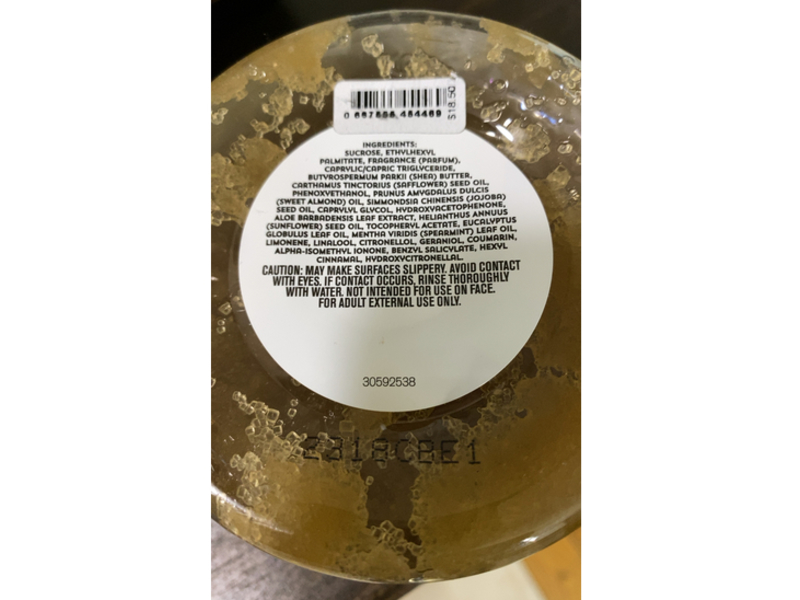 0 667556 484469
$18.50
INGREDIENTS:
SUCROSE, ETHYLHEXYL
PALMITATE, FRAGRANCE (PARFUM),
CAPRYLIC/CAPRIC TRIGLYCERIDE,
BUTYROSPERMUM PARKII (SHEA) BUTTER,
CARTHAMUS TINCTORIUS (SAFFLOWER) SEED OIL,
PHENOXYETHANOL, PRUNUS AMYGDALUS DULCIS
(SWEET ALMOND) OIL, SIMMONDSIA CHINENSIS (JOJOBA)
SEED OIL, CAPRYLYL GLYCOL, HYDROXYACETOPHENONE,
ALOE BARBADENSIS LEAF EXTRACT, HELIANTHUS ANNUUS
(SUNFLOWER) SEED OIL, TOCOPHERYL ACETATE, EUCALYPTUS
GLOBULUS LEAF OIL, MENTHA VIRIDIS (SPEARMINT) LEAF OIL,
LIMONENE, LINALOOL, CITRONELLOL, GERANIOL, COUMARIN,
ALPHA-ISOMETHYL IONONE, BENZYL SALICYLATE, HEXYL
CINNAMAL, HYDROXYCITRONELLAL.
CAUTION: MAY MAKE SURFACES SLIPPERY. AVOID CONTACT
WITH EYES. IF CONTACT OCCURS, RINSE THOROUGHLY
WITH WATER. NOT INTENDED FOR USE ON FACE.
FOR ADULT EXTERNAL USE ONLY.
30592538
2318CBE1